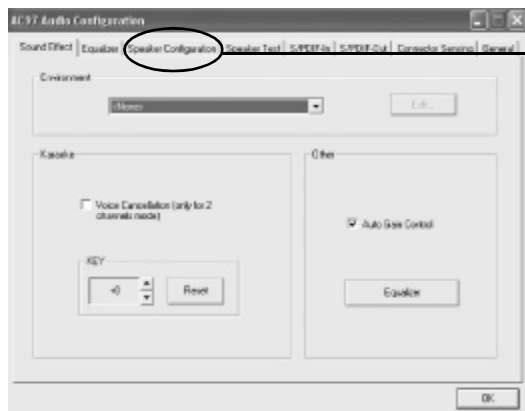 AC97 Audio Configuration
Sound Effect Equalizer Speaker Configuration Speaker Test S/PDIF-In S/PDIF-Out Connector Sensing General
Environment
<None>
Edit...
Karaoke
Other
Voice Cancellation (only for 2
channels mode)
Auto Gain Control
KEY
+0
Reset
Equalizer
OK